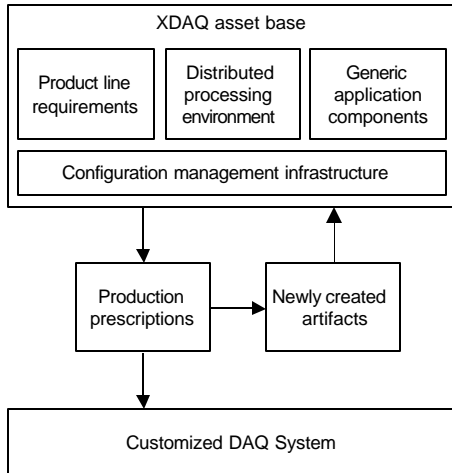 XDAQ asset base
Product line
requirements
Distributed
processing
environment
Generic
application
components
Configuration management infrastructure
Production
prescriptions
Newly created
artifacts
Customized DAQ System